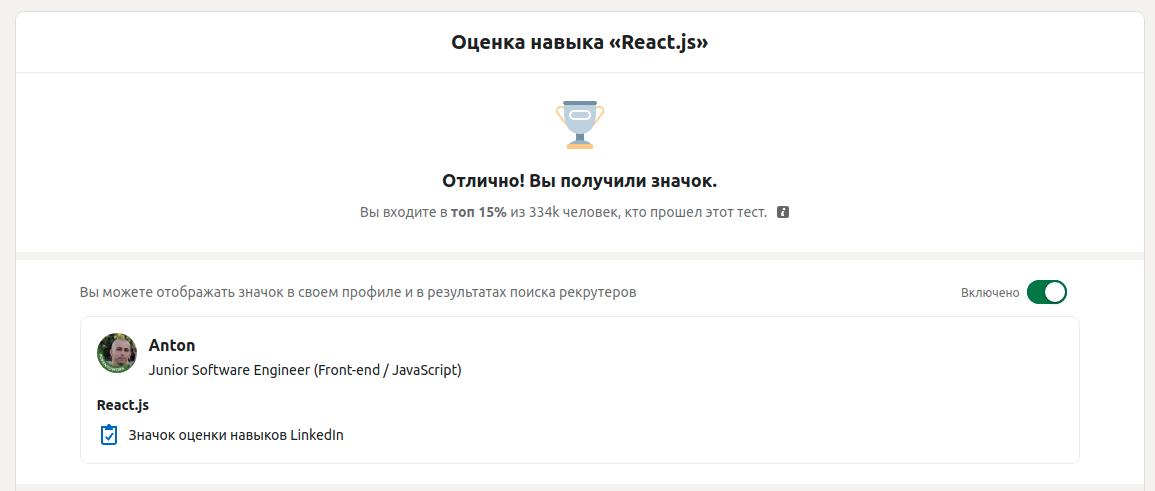 Оценка навыка «React.js»
Отлично! Вы получили значок.
Вы входите в топ 15% из 334k человек, кто прошел этот тест.
Вы можете отображать значок в своем профиле и в результатах поиска рекрутеров
Включено
Anton
Junior Software Engineer (Front-end / JavaScript)
React.js
Значок оценки навыков LinkedIn